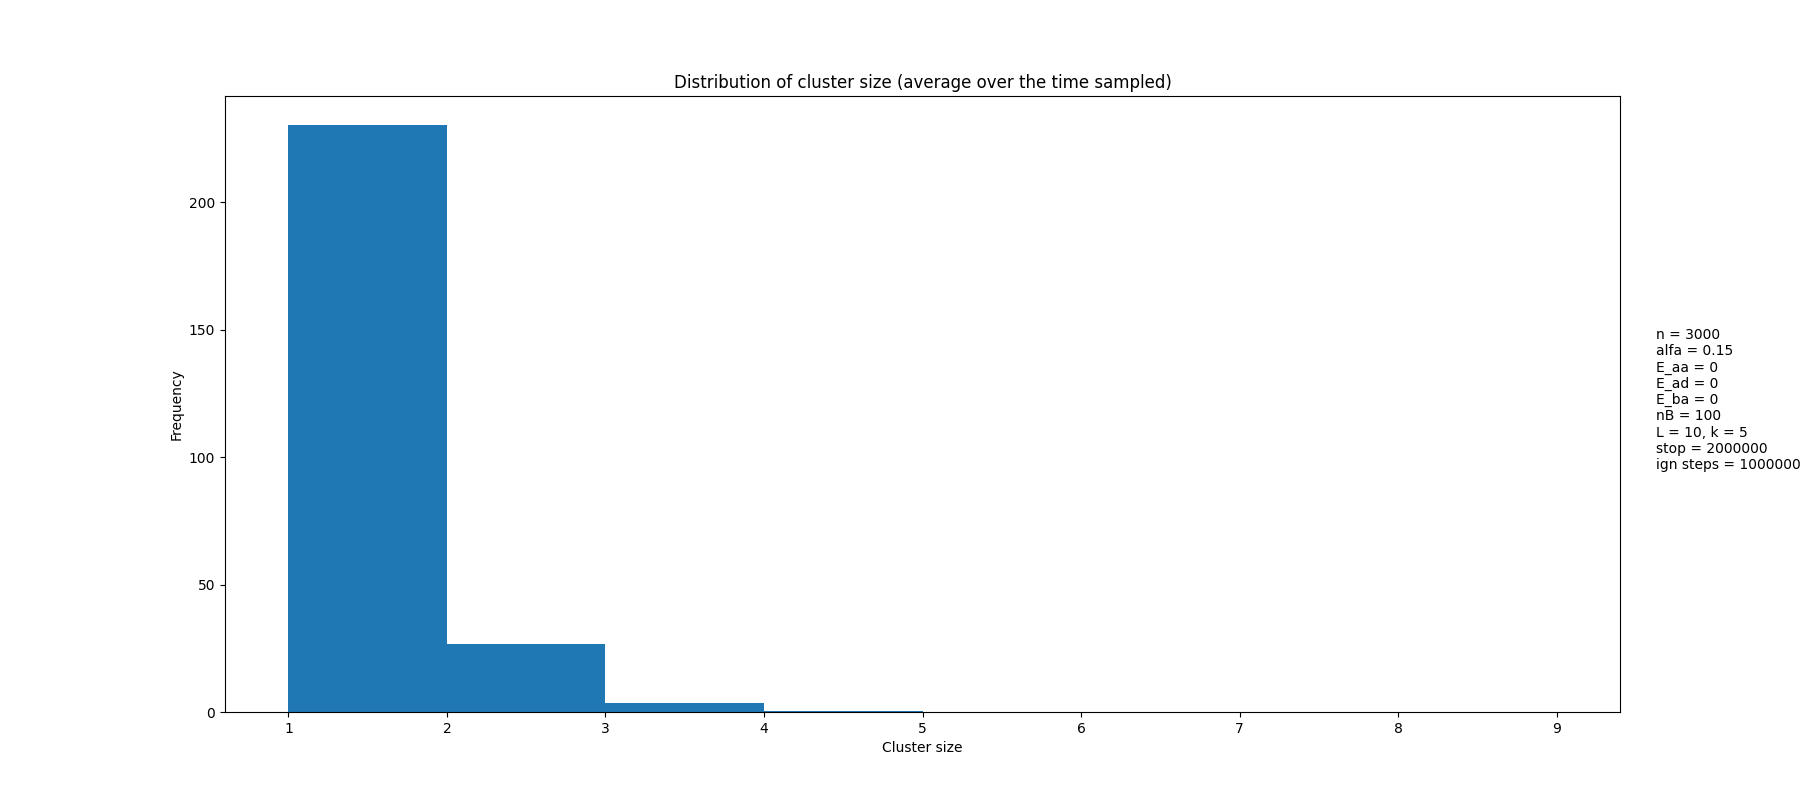 Distribution of cluster size (average over the time sampled)
200
150
100
50
0
Frequency
1 2 3 4 5 6 7 8 9
Cluster size
n = 3000
alfa = 0.15
E_aa = 0
E_ad = 0
E_ba = 0
nB = 100
L = 10, k = 5
stop = 2000000
ign steps = 1000000